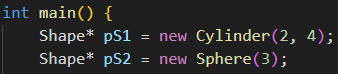 int main() {
    Shape* pS1 = new Cylinder(2, 4);
    Shape* pS2 = new Sphere(3);